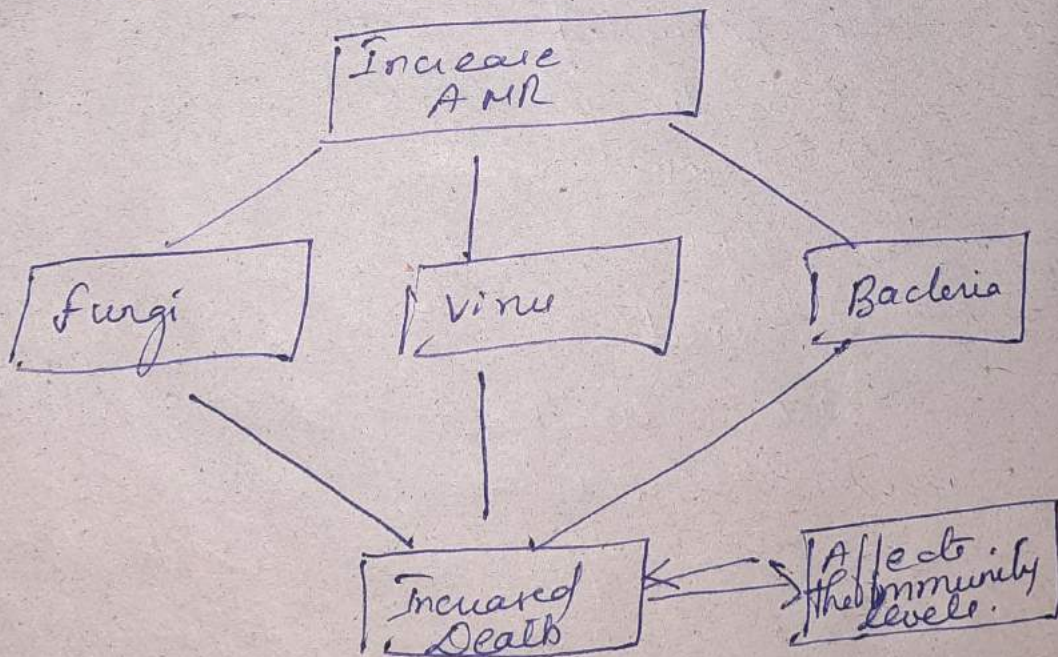 Increase
AMR
fungi
Virus
Bacteria
Increased
Death
Affects
the immunity
levels.